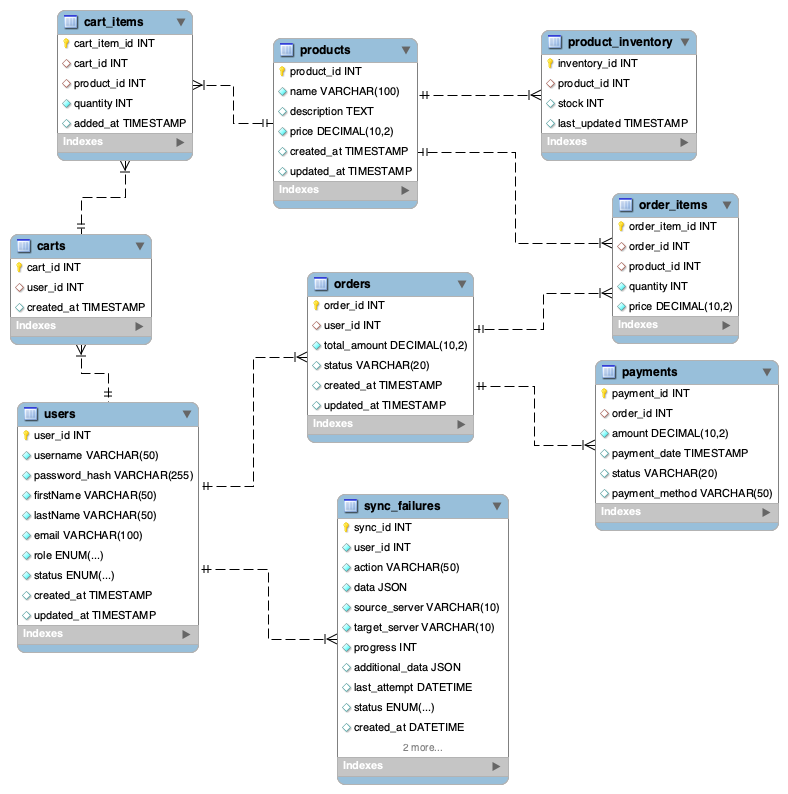 cart_items
cart_item_id INT
cart_id INT
product_id INT
quantity INT
added_at TIMESTAMP
Indexes
products
product_id INT
name VARCHAR(100)
description TEXT
price DECIMAL(10,2)
created_at TIMESTAMP
updated_at TIMESTAMP
Indexes
product_inventory
inventory_id INT
product_id INT
stock INT
last_updated TIMESTAMP
Indexes
order_items
order_item_id INT
order_id INT
product_id INT
quantity INT
price DECIMAL(10,2)
Indexes
carts
cart_id INT
user_id INT
created_at TIMESTAMP
Indexes
orders
order_id INT
user_id INT
total_amount DECIMAL(10,2)
status VARCHAR(20)
created_at TIMESTAMP
updated_at TIMESTAMP
Indexes
payments
payment_id INT
order_id INT
amount DECIMAL(10,2)
payment_date TIMESTAMP
status VARCHAR(20)
payment_method VARCHAR(50)
Indexes
users
user_id INT
username VARCHAR(50)
password_hash VARCHAR(255)
firstName VARCHAR(50)
lastName VARCHAR(50)
email VARCHAR(100)
role ENUM(...)
status ENUM(...)
created_at TIMESTAMP
updated_at TIMESTAMP
Indexes
sync_failures
sync_id INT
user_id INT
action VARCHAR(50)
data JSON
source_server VARCHAR(10)
target_server VARCHAR(10)
progress INT
additional_data JSON
last_attempt DATETIME
status ENUM(...)
created_at DATETIME
2 more...
Indexes